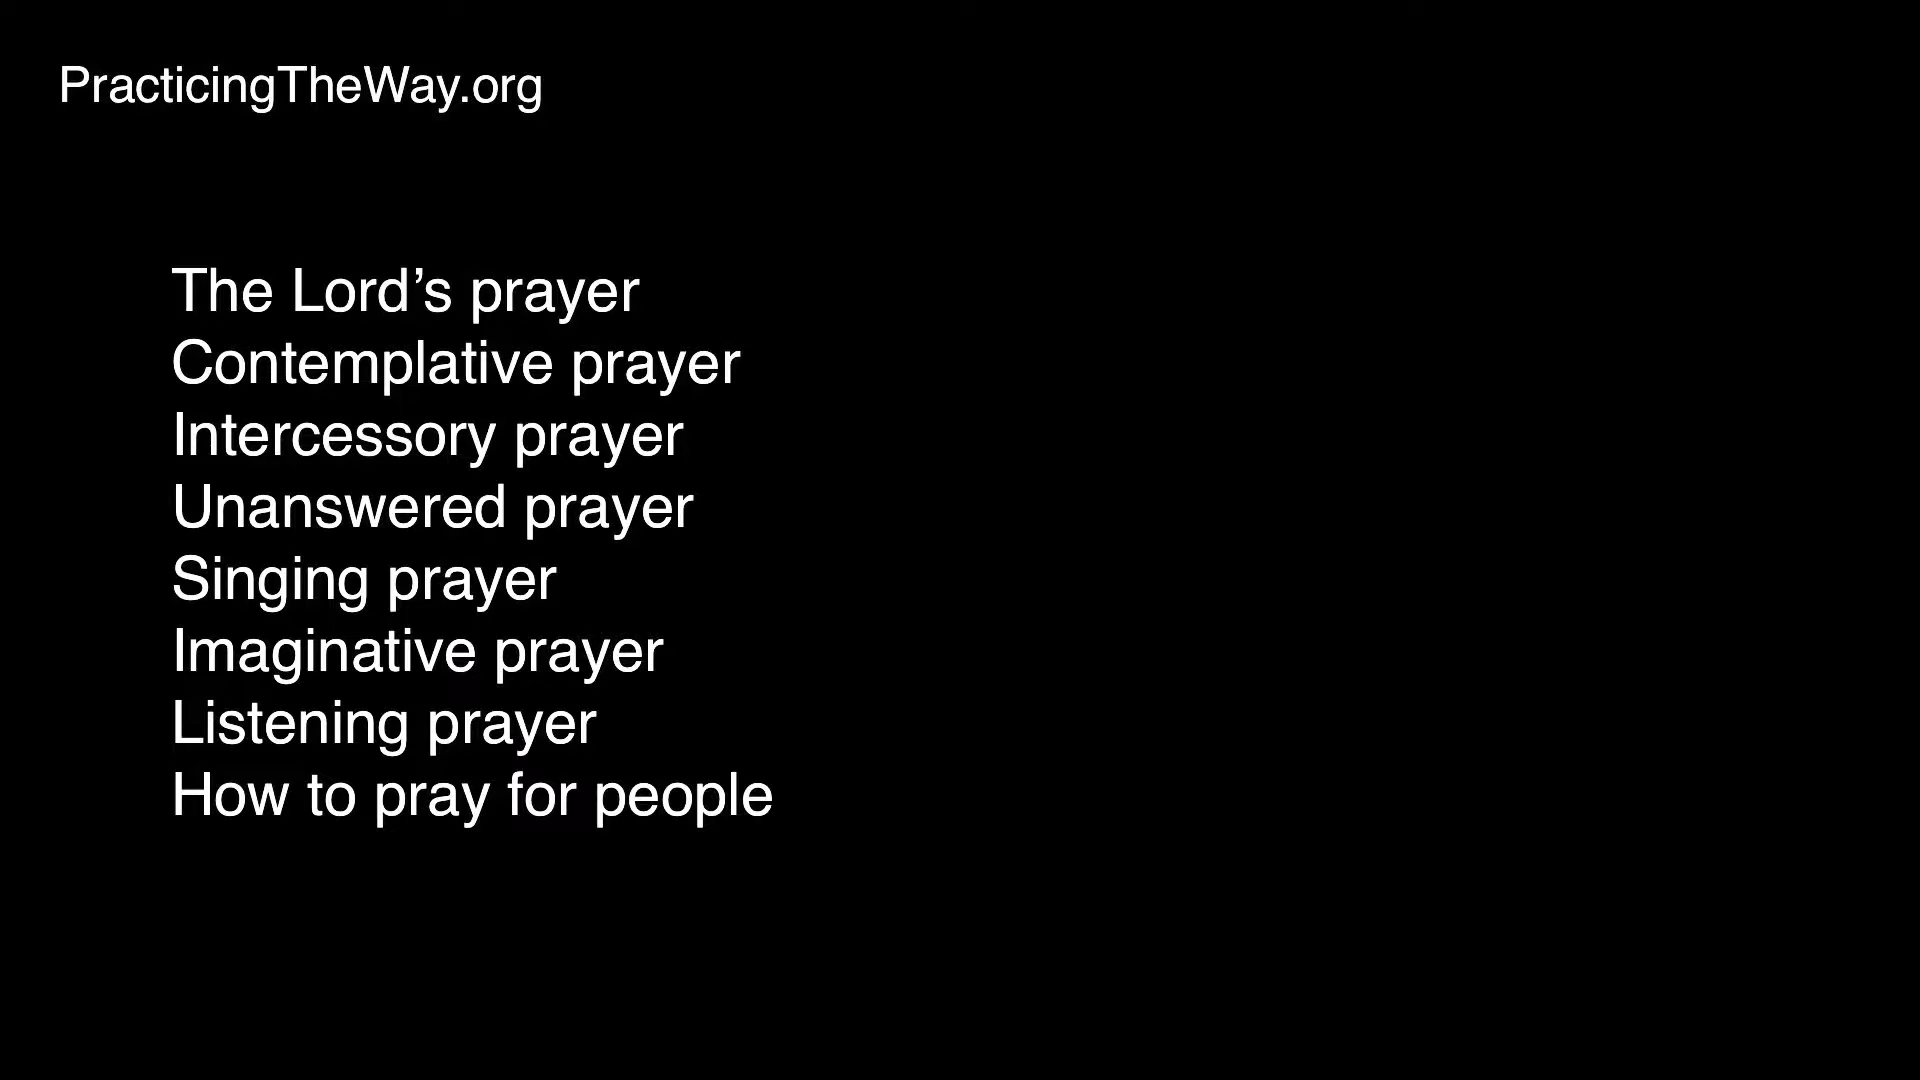 PracticingTheWay.org
The Lord’s prayer
Contemplative prayer
Intercessory prayer
Unanswered prayer
Singing prayer
Imaginative prayer
Listening prayer
How to pray for people